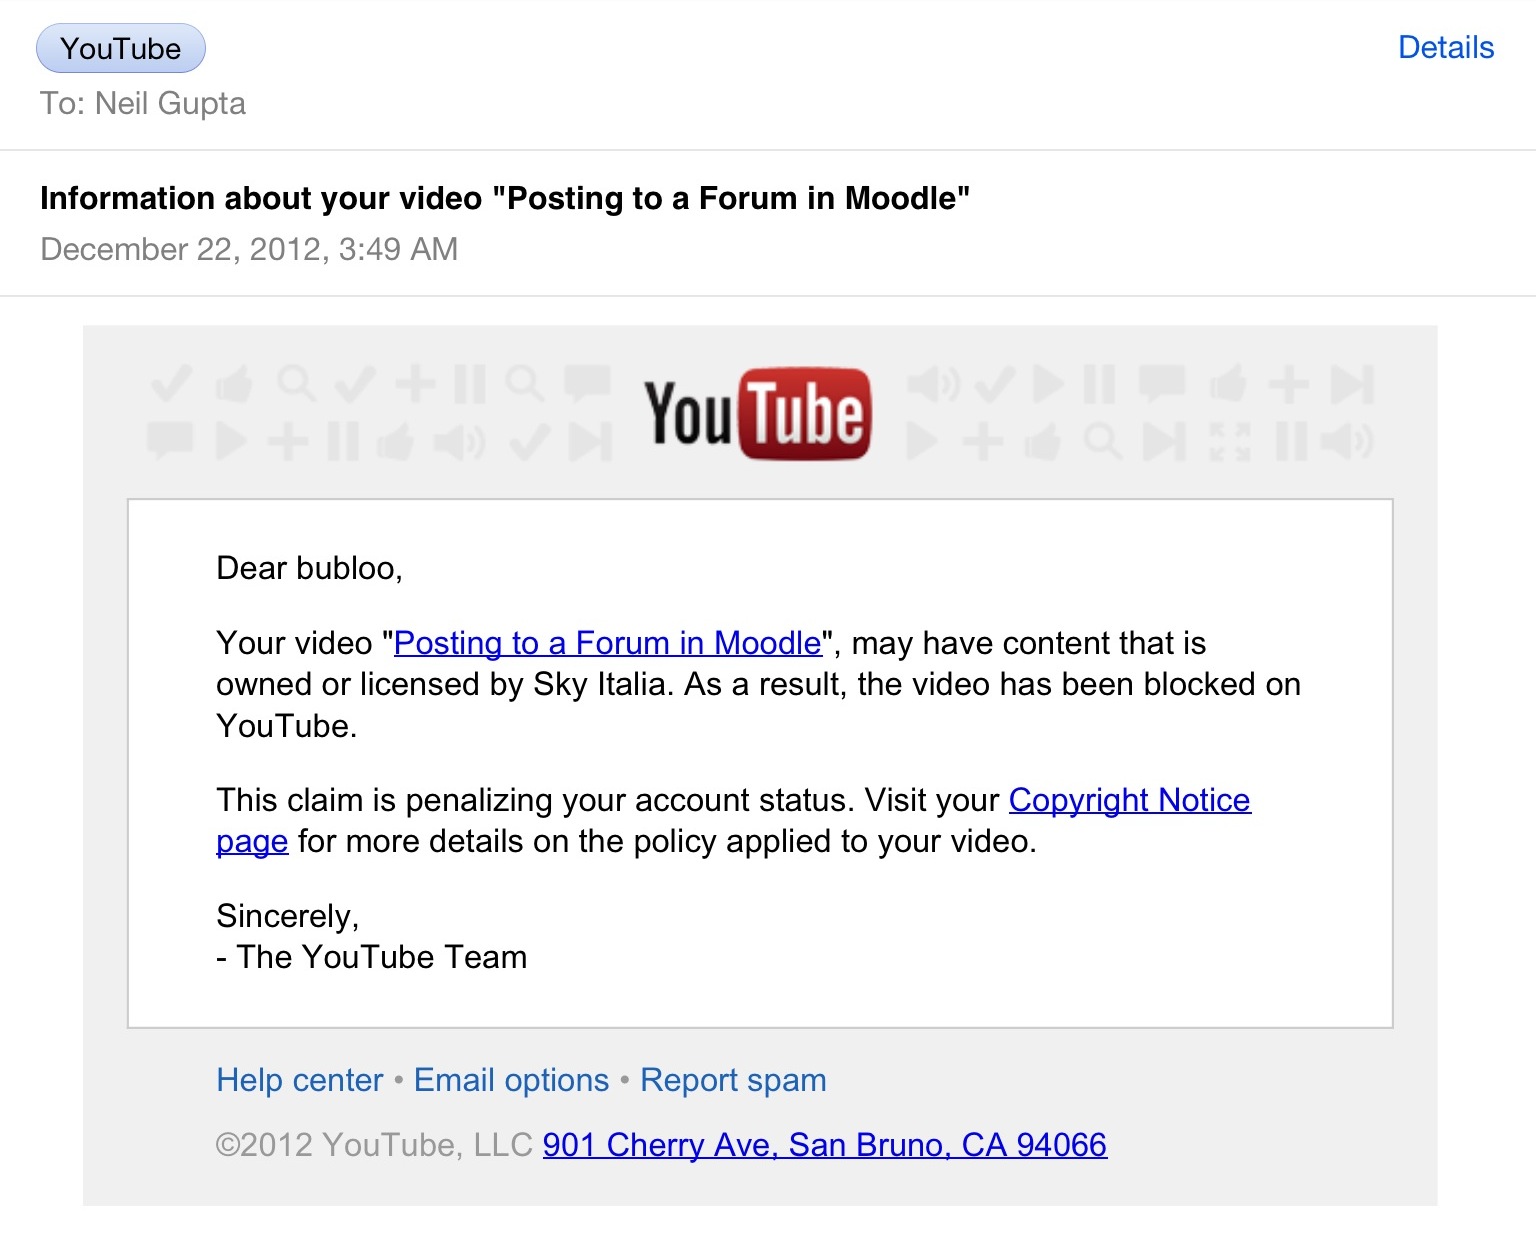 YouTube
Details
To: Neil Gupta
Information about your video "Posting to a Forum in Moodle"
December 22, 2012, 3:49 AM
YouTube
Dear bubloo,
Your video "Posting to a Forum in Moodle", may have content that is
owned or licensed by Sky Italia. As a result, the video has been blocked on
YouTube.
This claim is penalizing your account status. Visit your Copyright Notice
page for more details on the policy applied to your video.
Sincerely,
- The YouTube Team
Help center • Email options • Report spam
©2012 YouTube, LLC 901 Cherry Ave, San Bruno, CA 94066